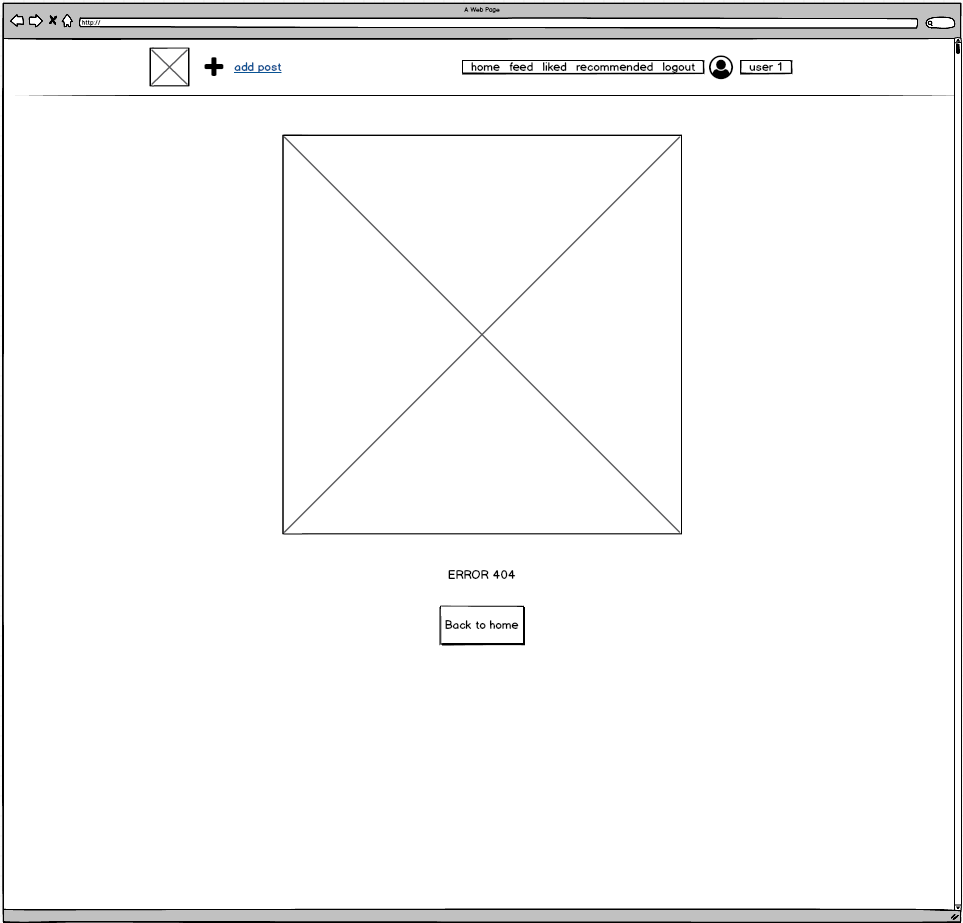 A Web Page
http://
add post
home feed liked recommended logout
user 1
ERROR 404
Back to home